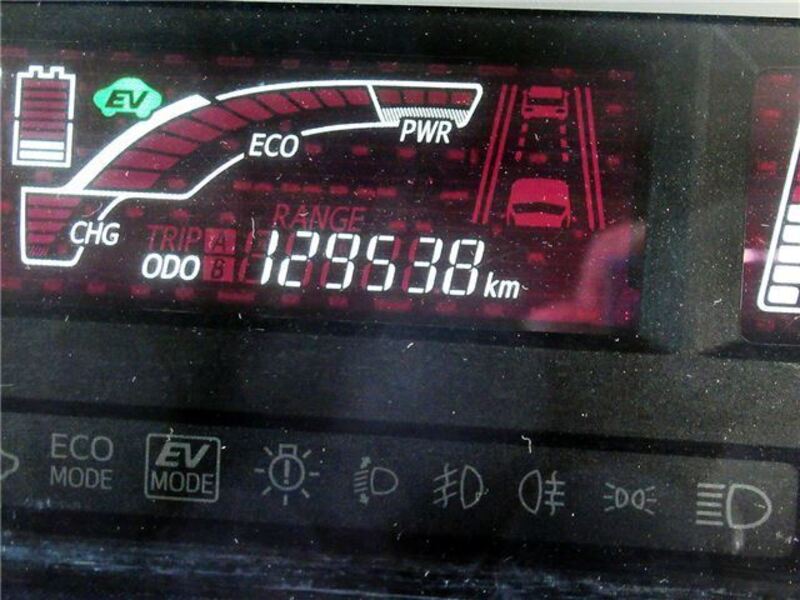 EV
ECO
PWR
CHG
RANGE
TRIP A
ODO B 129538 km
ECO MODE
EV MODE